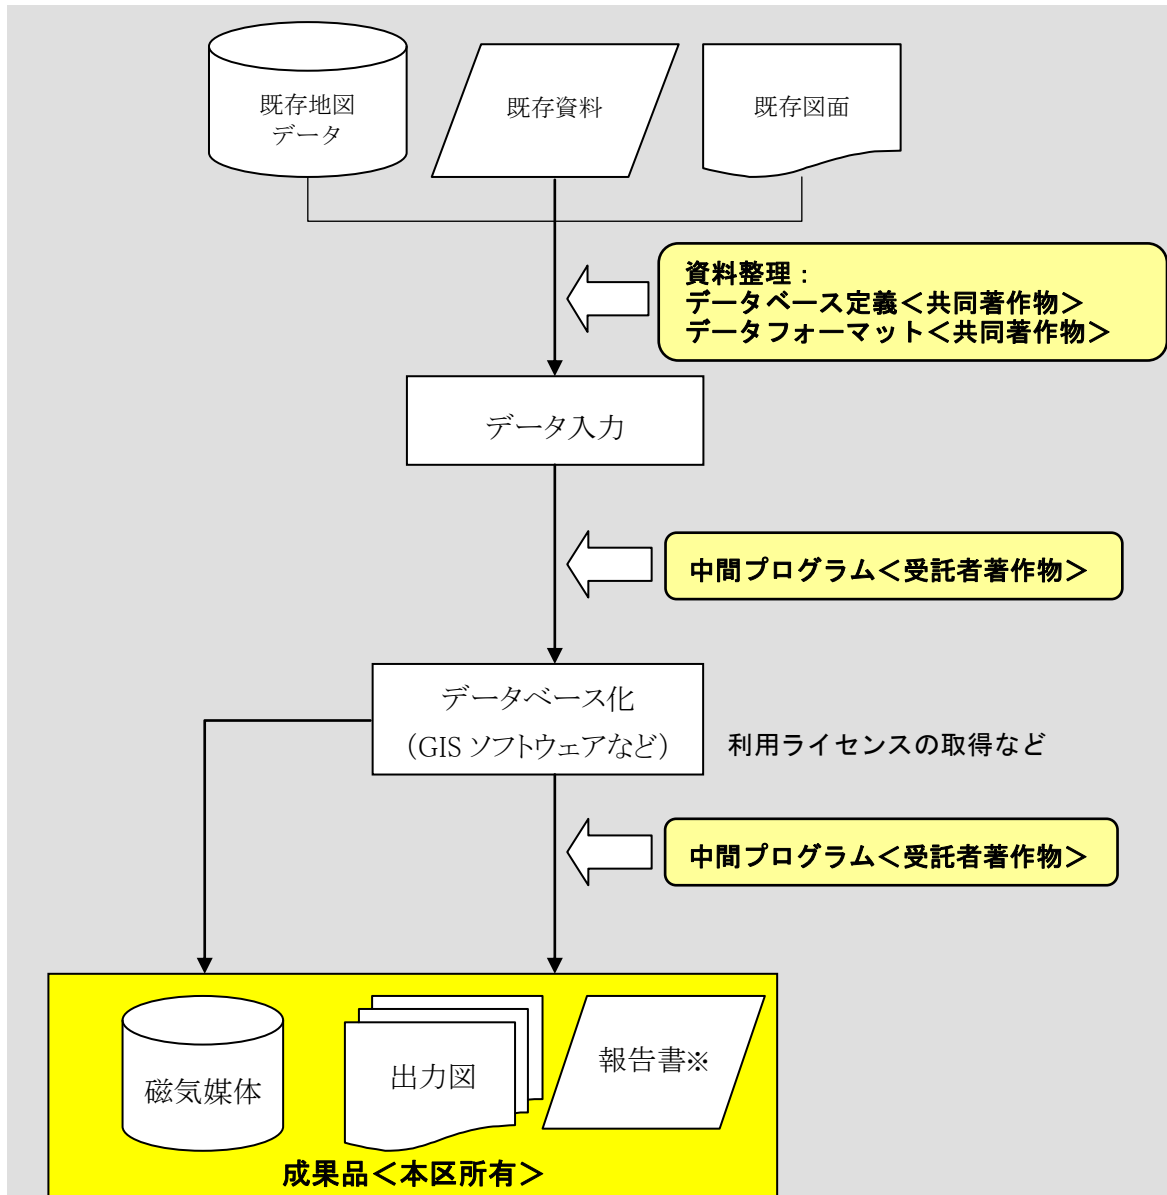 既存地図
データ
既存資料
既存図面
資料整理：
データベース定義＜共同著作物＞
データフォーマット＜共同著作物＞
データ入力
中間プログラム＜受託者著作物＞
データベース化
（GIS ソフトウェアなど）
利用ライセンスの取得など
中間プログラム＜受託者著作物＞
磁気媒体
出力図
報告書※
成果品＜本区所有＞